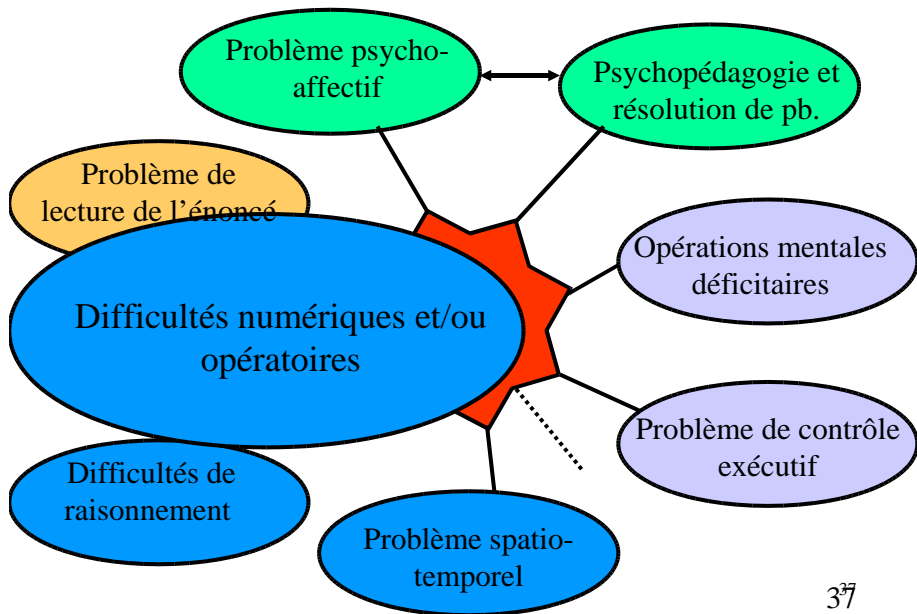 Problème psycho-
affectif
Psychopédagogie et
résolution de pb.
Problème de
lecture de l’énoncé
Opérations mentales
déficitaires
Difficultés numériques et/ou
opératoires
Problème de contrôle
exécutif
Difficultés de
raisonnement
Problème spatio-
temporel
37
37